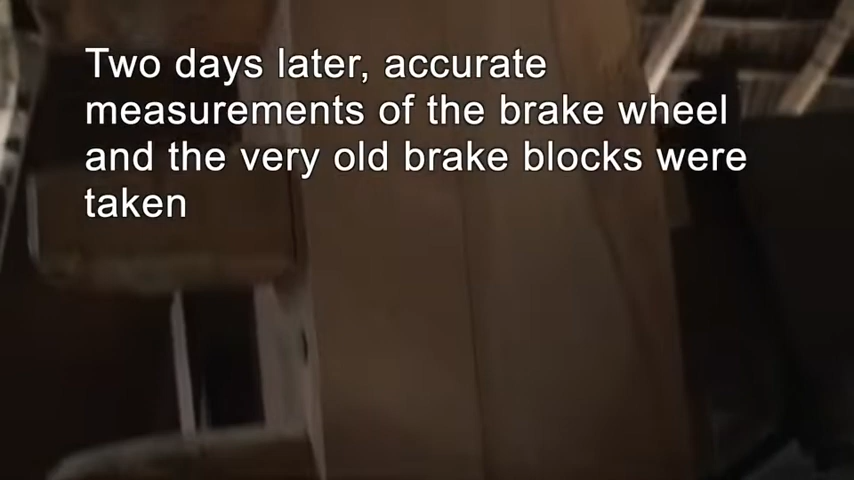 Two days later, accurate
measurements of the brake wheel
and the very old brake blocks were
taken